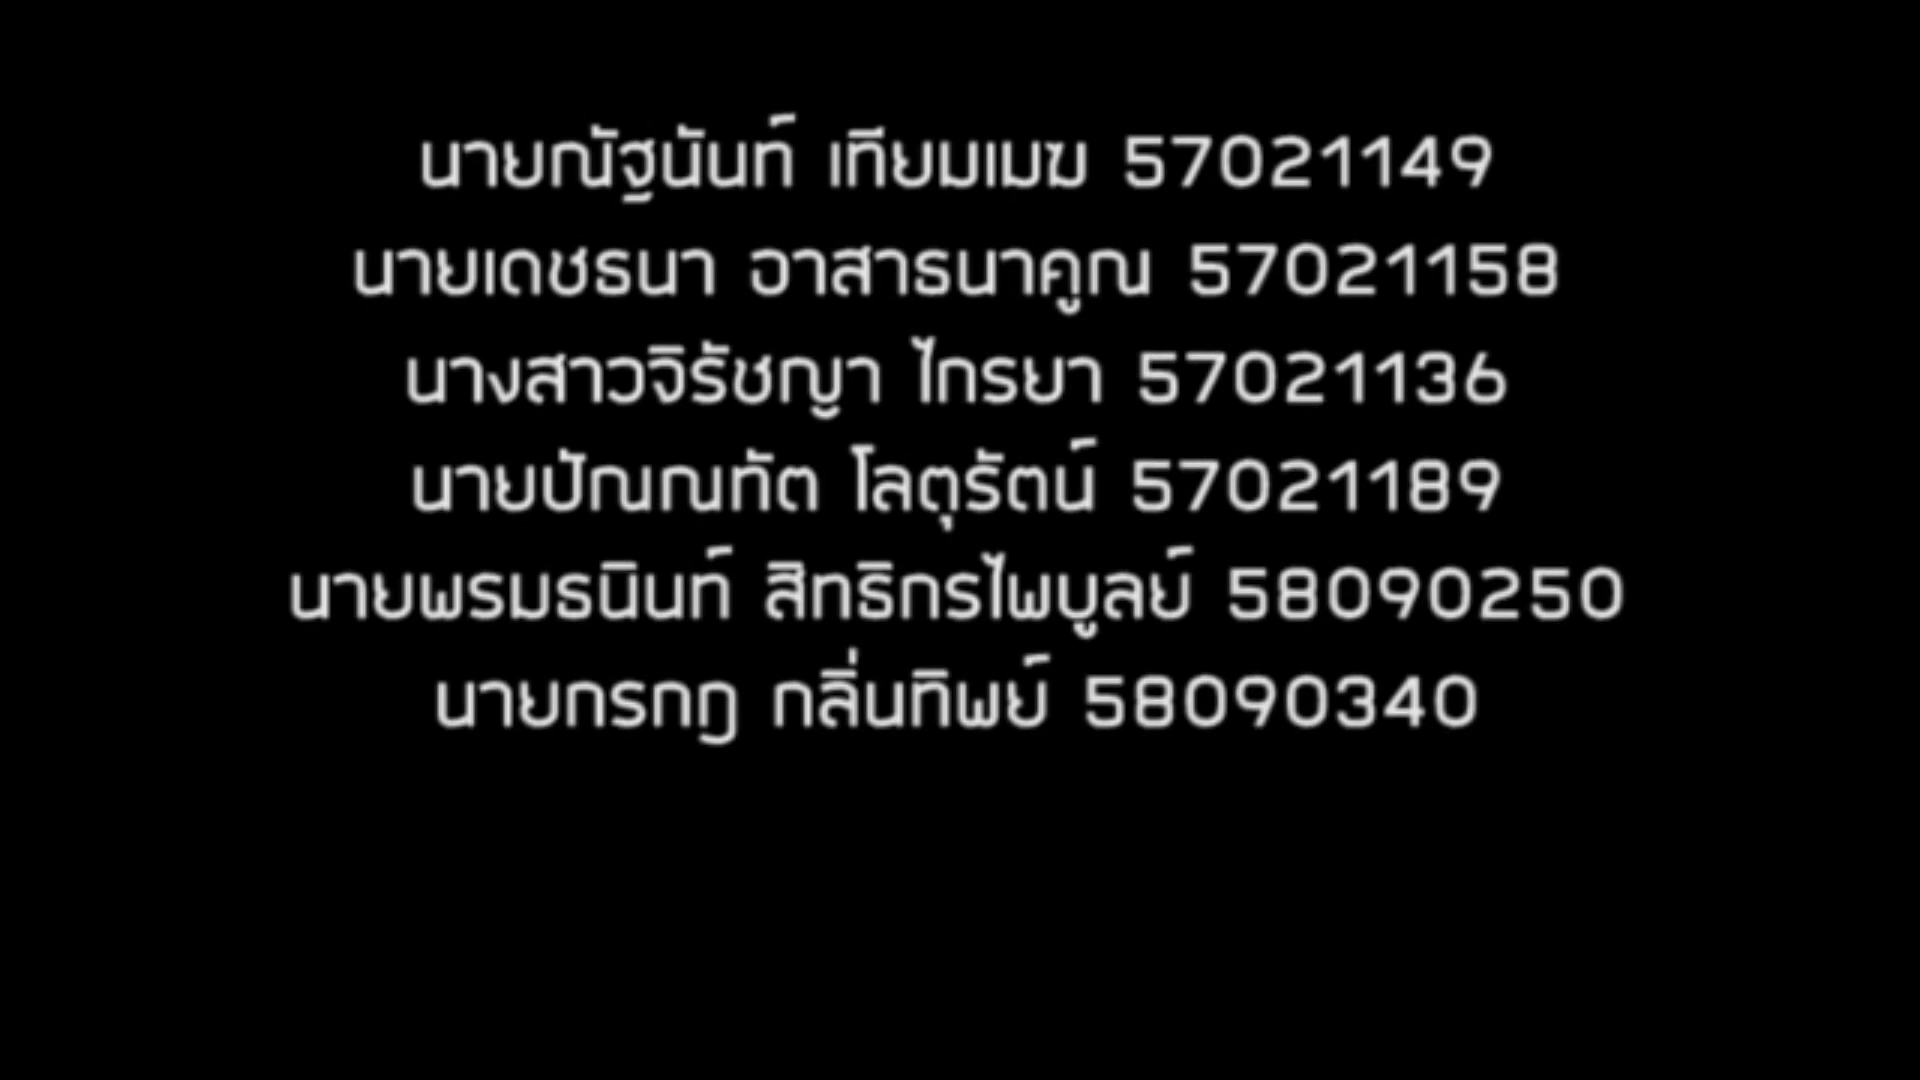 นายณัฐนันท์ เทียมเมฆ 57021149
นายเดชธนา อาสาธนาคูณ 57021158
นางสาวจิรัชญา ไกรยา 57021136
นายปัณณทัต โลตุรัตน์ 57021189
นายพรมธนินท์ สิทธิกรไพบูลย์ 58090250
นายกรกฎ กลิ่นทิพย์ 58090340